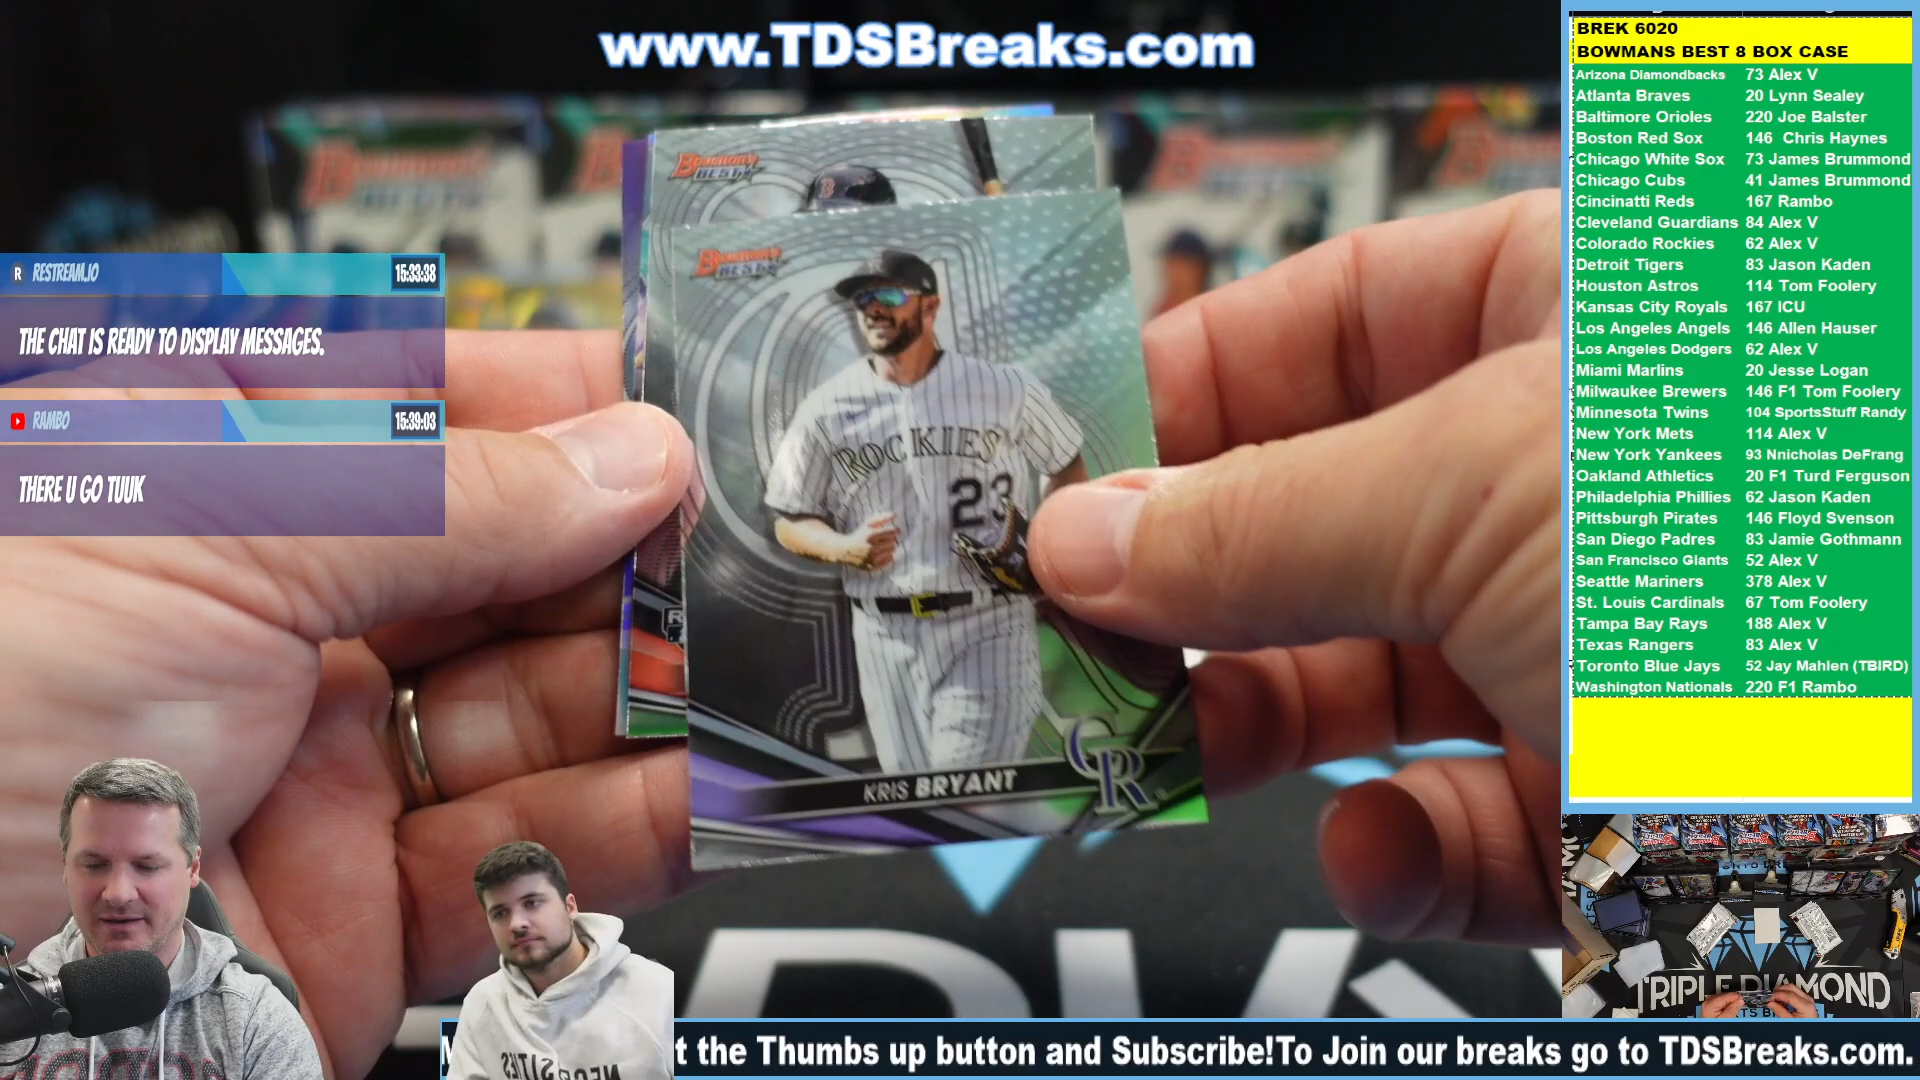 www.TDSBreaks.com
RESTREAM.IO
15:33:38
THE CHAT IS READY TO DISPLAY MESSAGES.
RAMBO
15:39:03
THERE U GO TUUK
Bowman's
BEST
B
Bowman's
BEST
ROCKIES
23
CR
KRIS BRYANT
BREK 6020
BOWMANS BEST 8 BOX CASE
Arizona Diamondbacks 73 Alex V
Atlanta Braves 20 Lynn Sealey
Baltimore Orioles 220 Joe Balster
Boston Red Sox 146 Chris Haynes
Chicago White Sox 73 James Brummond
Chicago Cubs 41 James Brummond
Cincinatti Reds 167 Rambo
Cleveland Guardians 84 Alex V
Colorado Rockies 62 Alex V
Detroit Tigers 83 Jason Kaden
Houston Astros 114 Tom Foolery
Kansas City Royals 167 ICU
Los Angeles Angels 146 Allen Hauser
Los Angeles Dodgers 62 Alex V
Miami Marlins 20 Jesse Logan
Milwaukee Brewers 146 F1 Tom Foolery
Minnesota Twins 104 SportsStuff Randy
New York Mets 114 Alex V
New York Yankees 93 Nnicholas DeFrang
Oakland Athletics 20 F1 Turd Ferguson
Philadelphia Phillies 62 Jason Kaden
Pittsburgh Pirates 146 Floyd Svenson
San Diego Padres 83 Jamie Gothmann
San Francisco Giants 52 Alex V
Seattle Mariners 378 Alex V
St. Louis Cardinals 67 Tom Foolery
Tampa Bay Rays 188 Alex V
Texas Rangers 83 Alex V
Toronto Blue Jays 52 Jay Mahlen (TBIRD)
Washington Nationals 220 F1 Rambo
TRIPLE DIAMOND
t the Thumbs up button and Subscribe!To Join our breaks go to TDSBreaks.com.